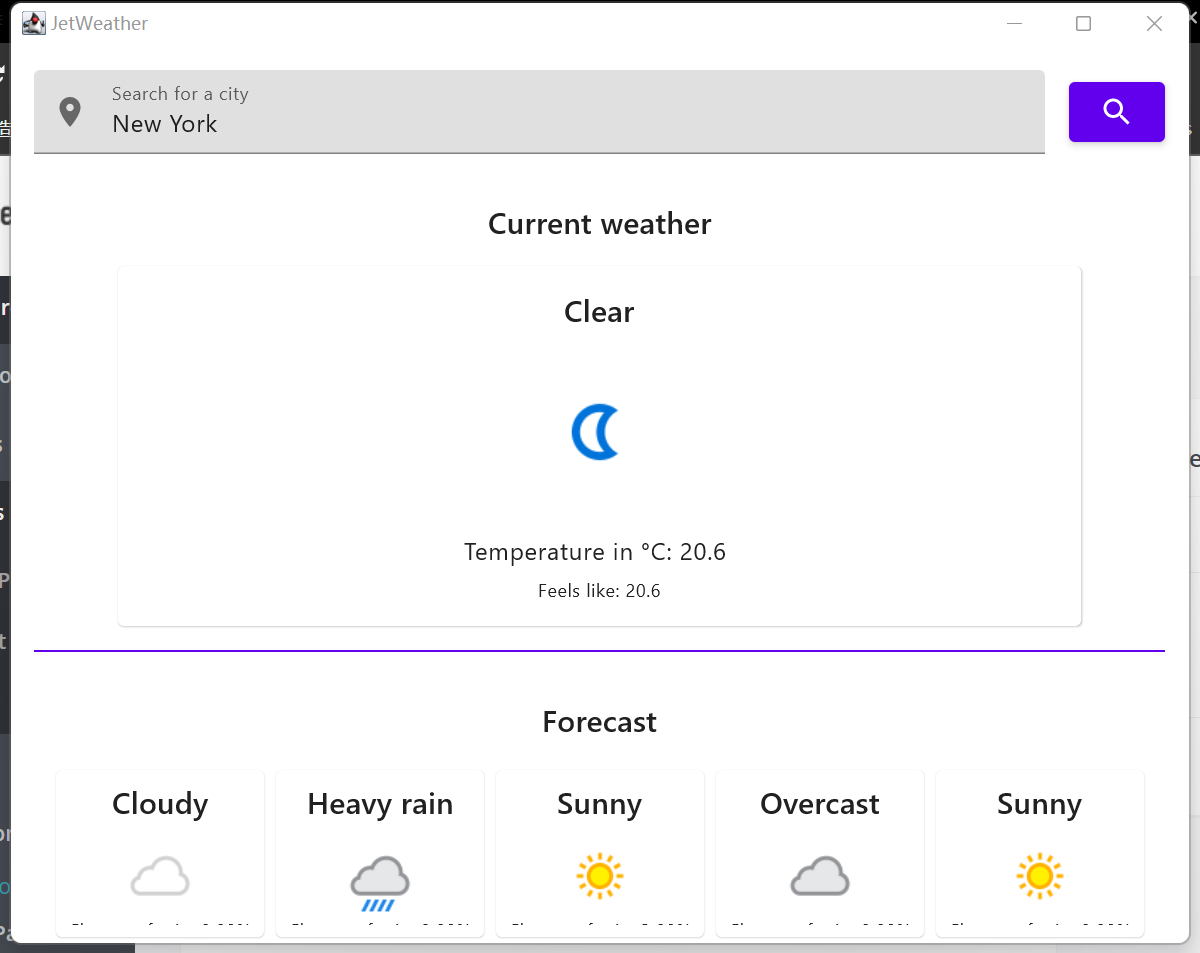 JetWeather
Search for a city
New York
Current weather
Clear
Temperature in °C: 20.6
Feels like: 20.6
Forecast
Cloudy
Heavy rain
Sunny
Overcast
Sunny